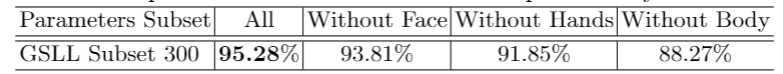 Parameters Subset All Without Face Without Hands Without Body
GSLL Subset 300 95.28% 93.81% 91.85% 88.27%